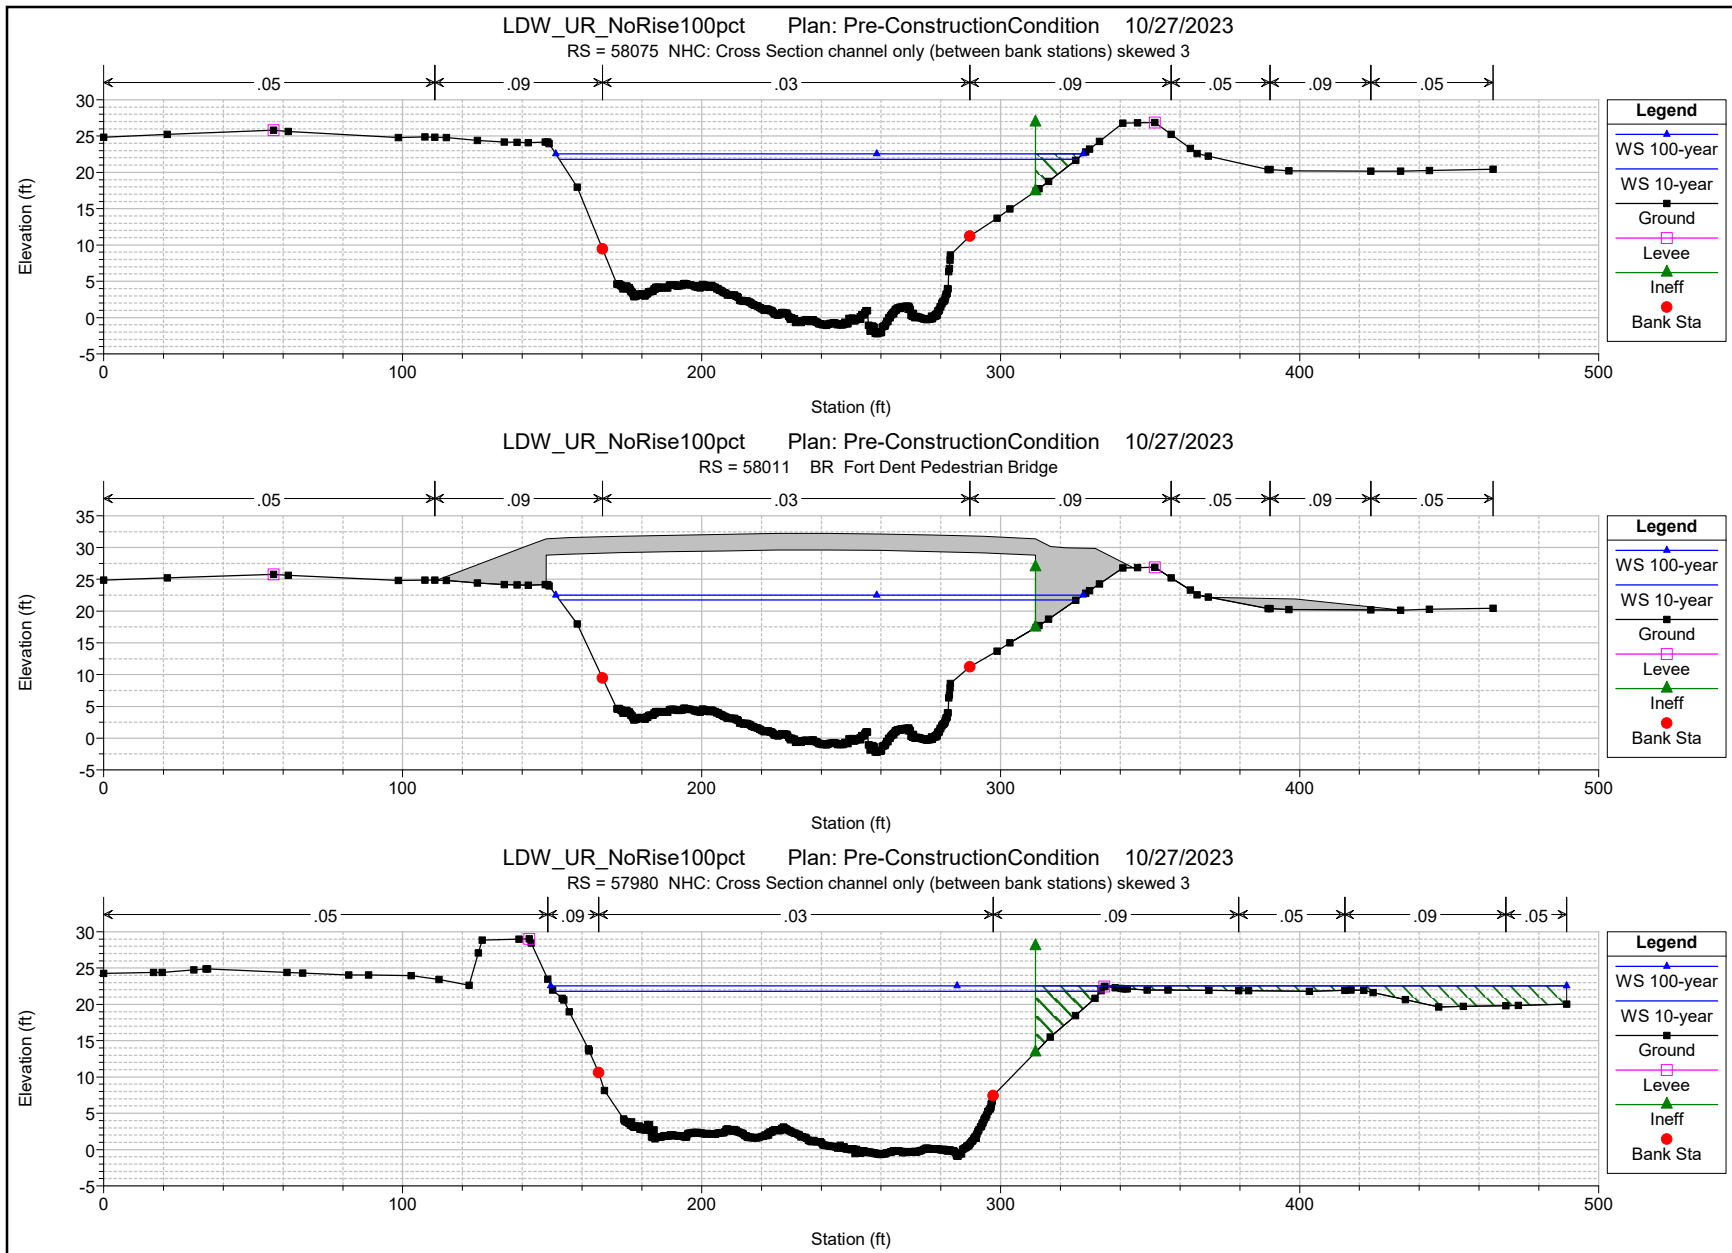 LDW_UR_NoRise100pct Plan: Pre-ConstructionCondition 10/27/2023
RS = 58075 NHC: Cross Section channel only (between bank stations) skewed 3
.05 .09 .03 .09 .05 .09 .05
30
25
20
15
10
5
0
-5
Elevation (ft)
0 100 200 300 400 500
Station (ft)
Legend
WS 100-year
WS 10-year
Ground
Levee
Ineff
Bank Sta
LDW_UR_NoRise100pct Plan: Pre-ConstructionCondition 10/27/2023
RS = 58011 BR Fort Dent Pedestrian Bridge
.05 .09 .03 .09 .05 .09 .05
35
30
25
20
15
10
5
0
-5
Elevation (ft)
0 100 200 300 400 500
Station (ft)
Legend
WS 100-year
WS 10-year
Ground
Levee
Ineff
Bank Sta
LDW_UR_NoRise100pct Plan: Pre-ConstructionCondition 10/27/2023
RS = 57980 NHC: Cross Section channel only (between bank stations) skewed 3
.05 .09 .03 .09 .05 .09 .05
30
25
20
15
10
5
0
-5
Elevation (ft)
0 100 200 300 400 500
Station (ft)
Legend
WS 100-year
WS 10-year
Ground
Levee
Ineff
Bank Sta